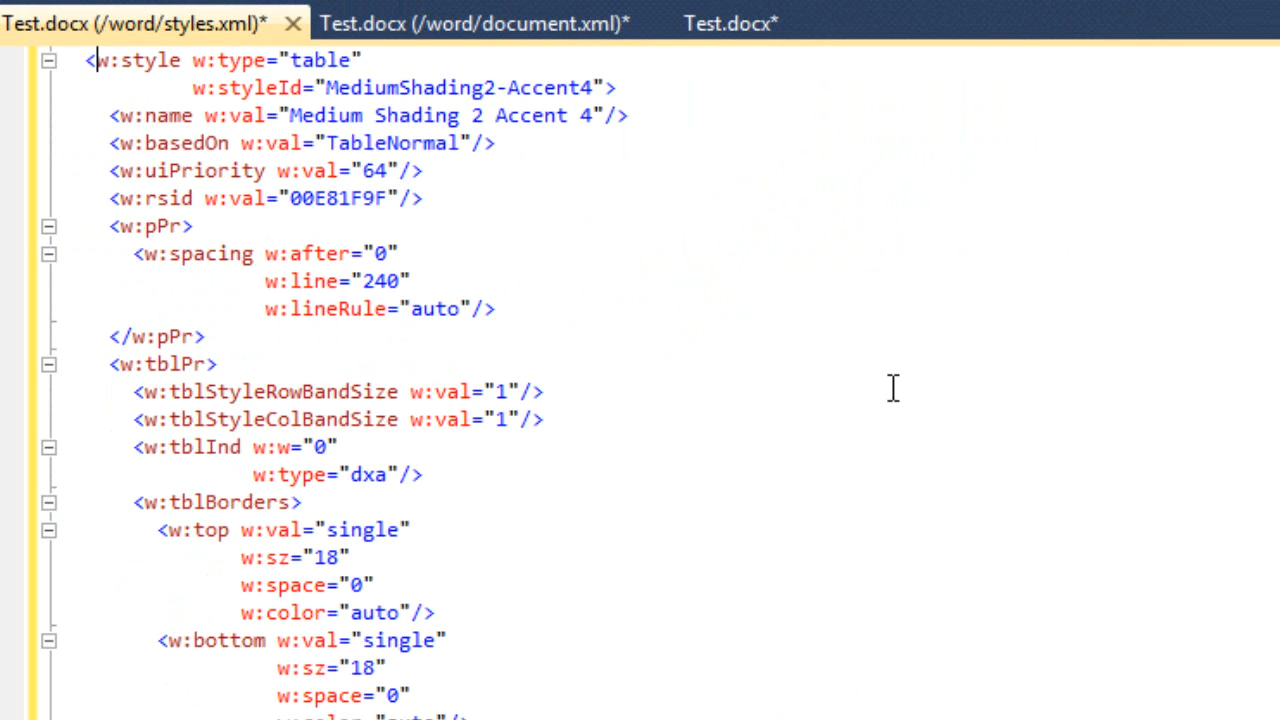 Test.docx (/word/styles.xml)* Test.docx (/word/document.xml)* Test.docx*
<w:style w:type="table"
w:styleId="MediumShading2-Accent4">
<w:name w:val="Medium Shading 2 Accent 4"/>
<w:basedOn w:val="TableNormal"/>
<w:uiPriority w:val="64"/>
<w:rsid w:val="00E81F9F"/>
<w:pPr>
<w:spacing w:after="0"
w:line="240"
w:lineRule="auto"/>
</w:pPr>
<w:tblPr>
<w:tblStyleRowBandSize w:val="1"/>
<w:tblStyleColBandSize w:val="1"/>
<w:tblInd w:w="0"
w:type="dxa"/>
<w:tblBorders>
<w:top w:val="single"
w:sz="18"
w:space="0"
w:color="auto"/>
<w:bottom w:val="single"
w:sz="18"
w:space="0"